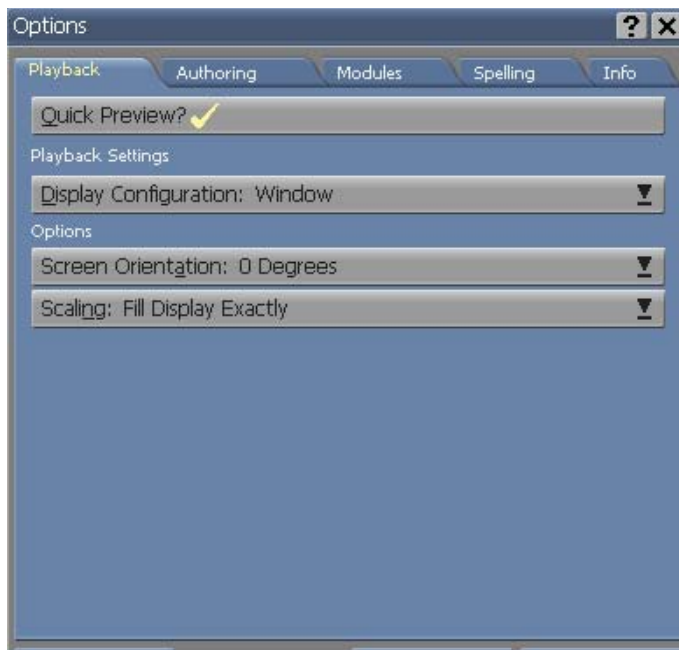 Options
? X
Playback Authoring Modules Spelling Info
Quick Preview?
Playback Settings
Display Configuration: Window
Options
Screen Orientation: 0 Degrees
Scaling: Fill Display Exactly